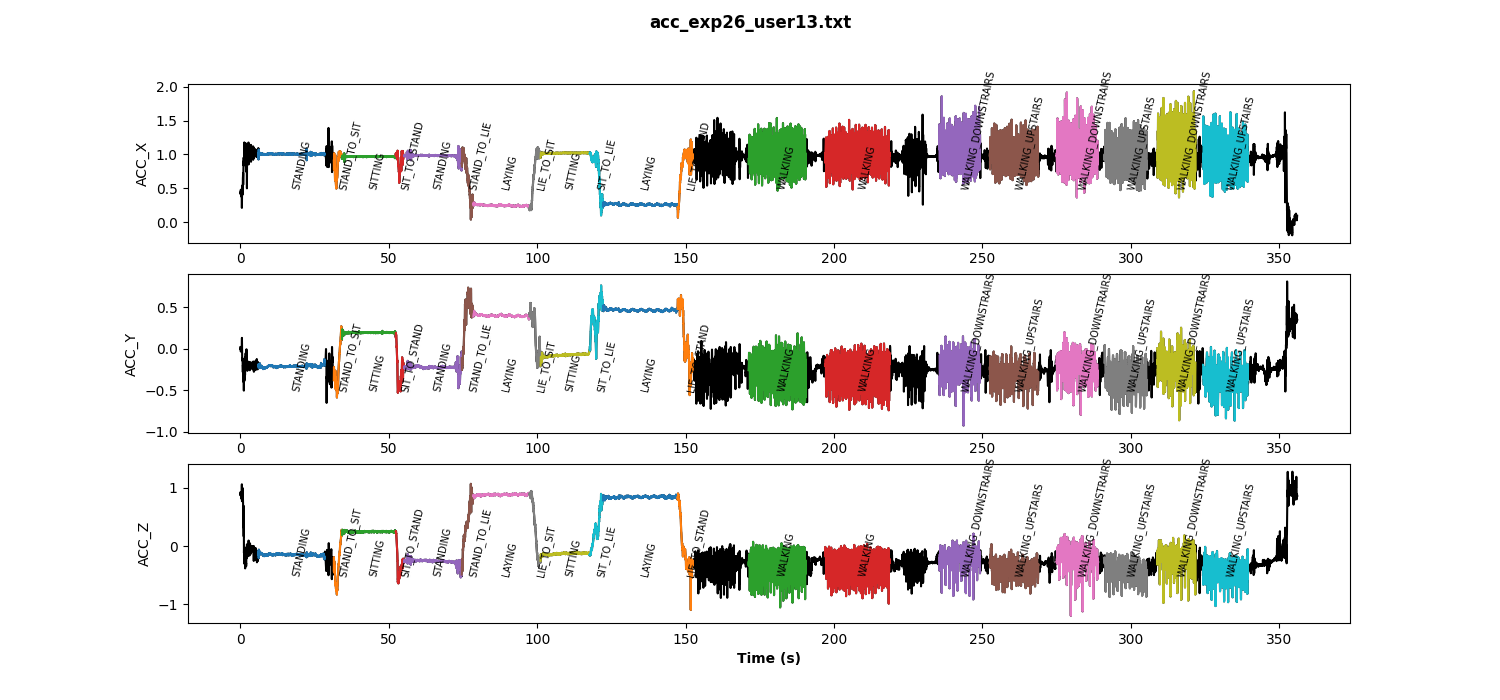 acc_exp26_user13.txt
ACC_X
2.0
1.5
1.0
0.5
0.0
STANDING
STAND_TO_SIT
SITTING
SIT_TO_STAND
STANDING
STAND_TO_LIE
LAYING
LIE_TO_SIT
SITTING
SIT_TO_LIE
LAYING
LIE_TO_STAND
WALKING
WALKING
WALKING_DOWNSTAIRS
WALKING_UPSTAIRS
WALKING_DOWNSTAIRS
WALKING_UPSTAIRS
WALKING_DOWNSTAIRS
WALKING_UPSTAIRS
0 50 100 150 200 250 300 350
ACC_Y
0.5
0.0
−0.5
−1.0
STANDING
STAND_TO_SIT
SITTING
SIT_TO_STAND
STANDING
STAND_TO_LIE
LAYING
LIE_TO_SIT
SITTING
SIT_TO_LIE
LAYING
LIE_TO_STAND
WALKING
WALKING
WALKING_DOWNSTAIRS
WALKING_UPSTAIRS
WALKING_DOWNSTAIRS
WALKING_UPSTAIRS
WALKING_DOWNSTAIRS
WALKING_UPSTAIRS
0 50 100 150 200 250 300 350
ACC_Z
1
0
−1
STANDING
STAND_TO_SIT
SITTING
SIT_TO_STAND
STANDING
STAND_TO_LIE
LAYING
LIE_TO_SIT
SITTING
SIT_TO_LIE
LAYING
LIE_TO_STAND
WALKING
WALKING
WALKING_DOWNSTAIRS
WALKING_UPSTAIRS
WALKING_DOWNSTAIRS
WALKING_UPSTAIRS
WALKING_DOWNSTAIRS
WALKING_UPSTAIRS
0 50 100 150 200 250 300 350
Time (s)